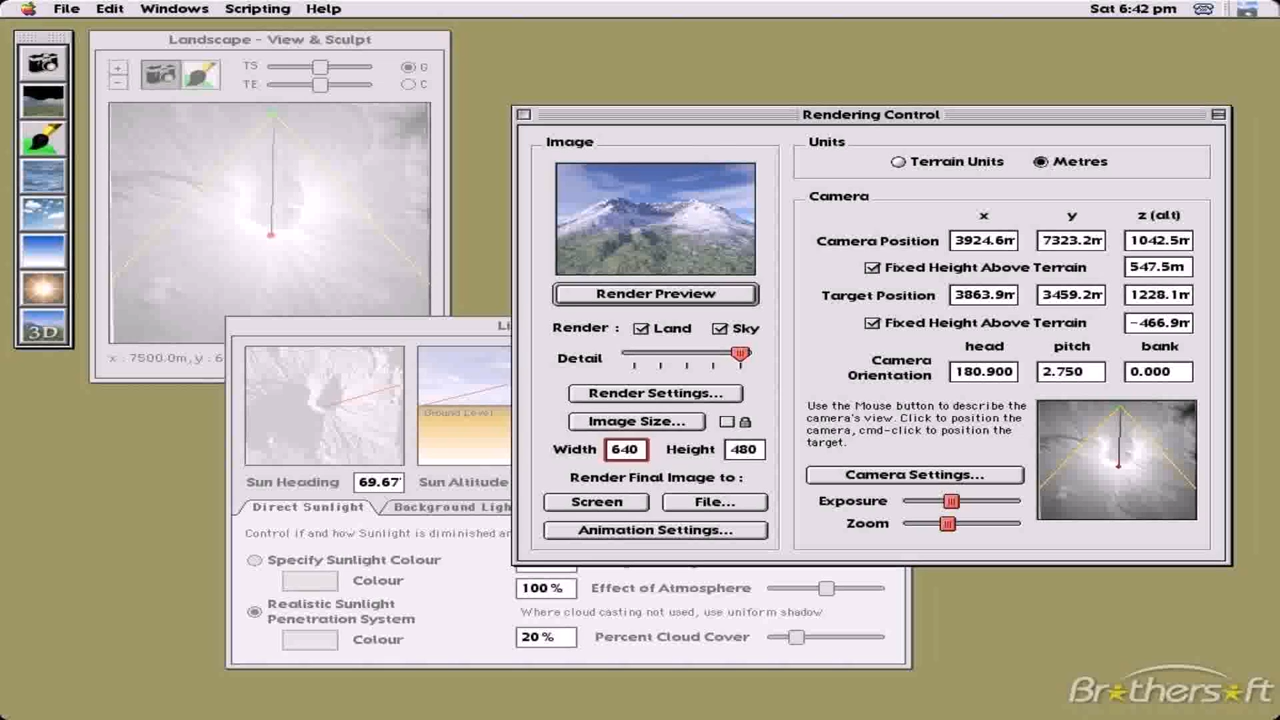 File Edit Windows Scripting Help
Sat 6:42 pm
Landscape - View & Sculpt
+
-
TS
G
TE
C
3D
Rendering Control
Image
Render Preview
Render : Land Sky
Detail
Render Settings...
Image Size...
Width 640 Height 480
Render Final Image to :
Screen File...
Animation Settings...
Units
Terrain Units Metres
Camera
x y z (alt)
Camera Position 3924.6m 7323.2m 1042.5m
Fixed Height Above Terrain 547.5m
Target Position 3863.9m 3459.2m 1228.1m
Fixed Height Above Terrain -466.9m
head pitch bank
Camera
Orientation 180.900 2.750 0.000
Use the Mouse button to describe the
camera's view. Click to position the
camera, cmd-click to position the
target.
Camera Settings...
Exposure
Zoom
x : 7500.0m, y : 6
Li
Ground Level
Sun Heading 69.67° Sun Altitude
Direct Sunlight Background Ligh
Control if and how Sunlight is diminished ar
Specify Sunlight Colour
Colour
Realistic Sunlight
Penetration System
Colour
100 % Effect of Atmosphere
Where cloud casting not used, use uniform shadow
20 % Percent Cloud Cover
Brothersoft